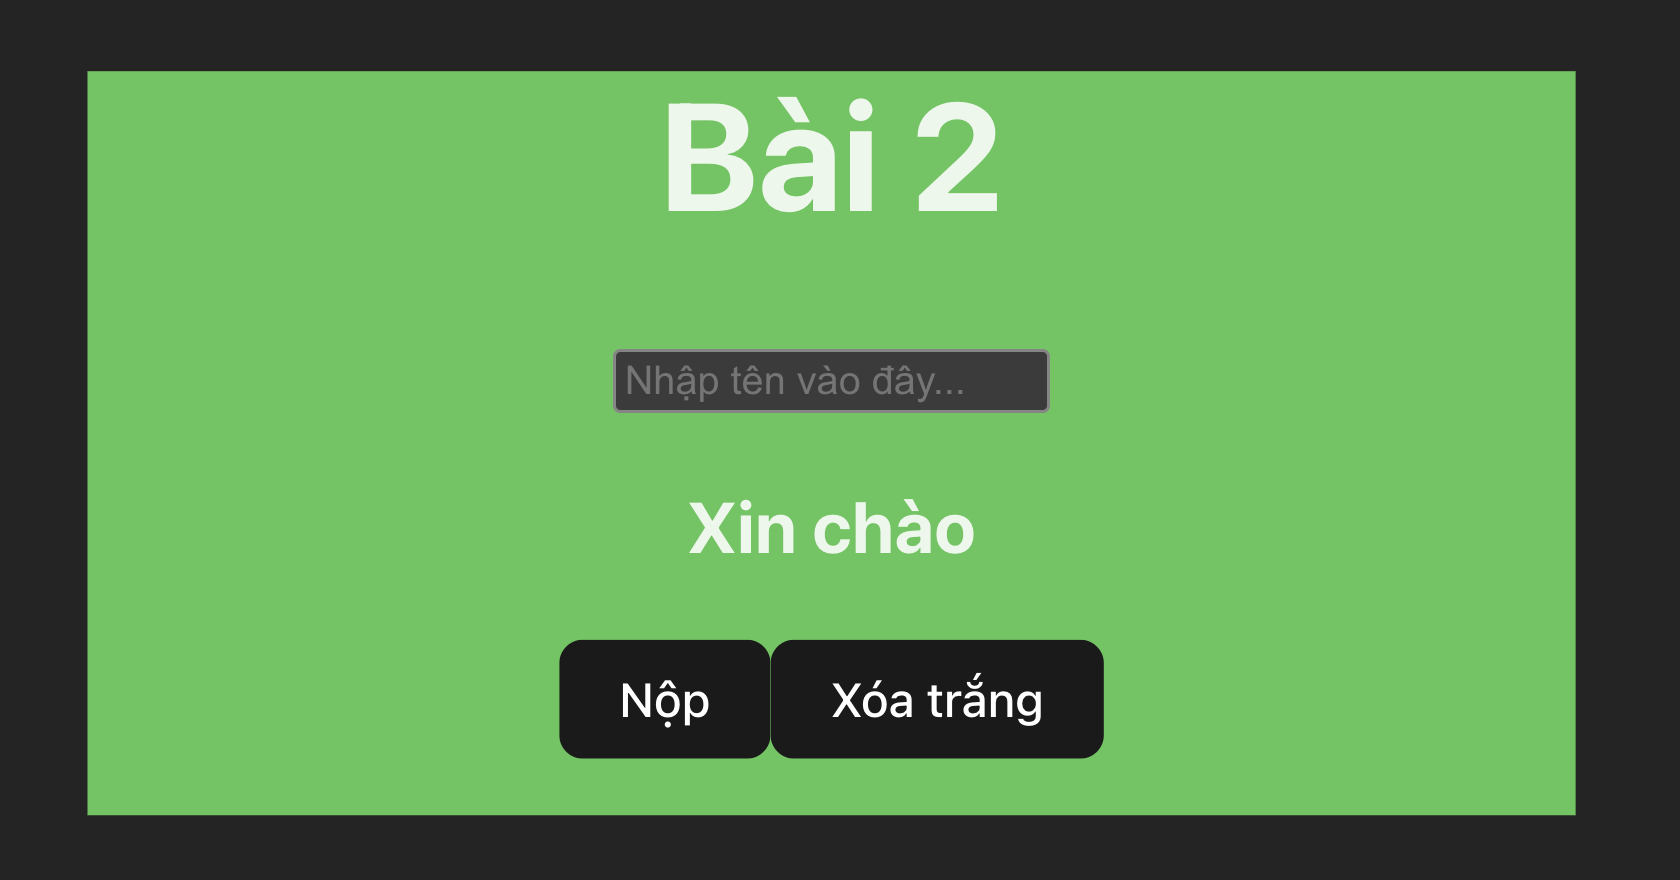 Bài 2
Nhập tên vào đây...
Xin chào
Nộp
Xóa trắng